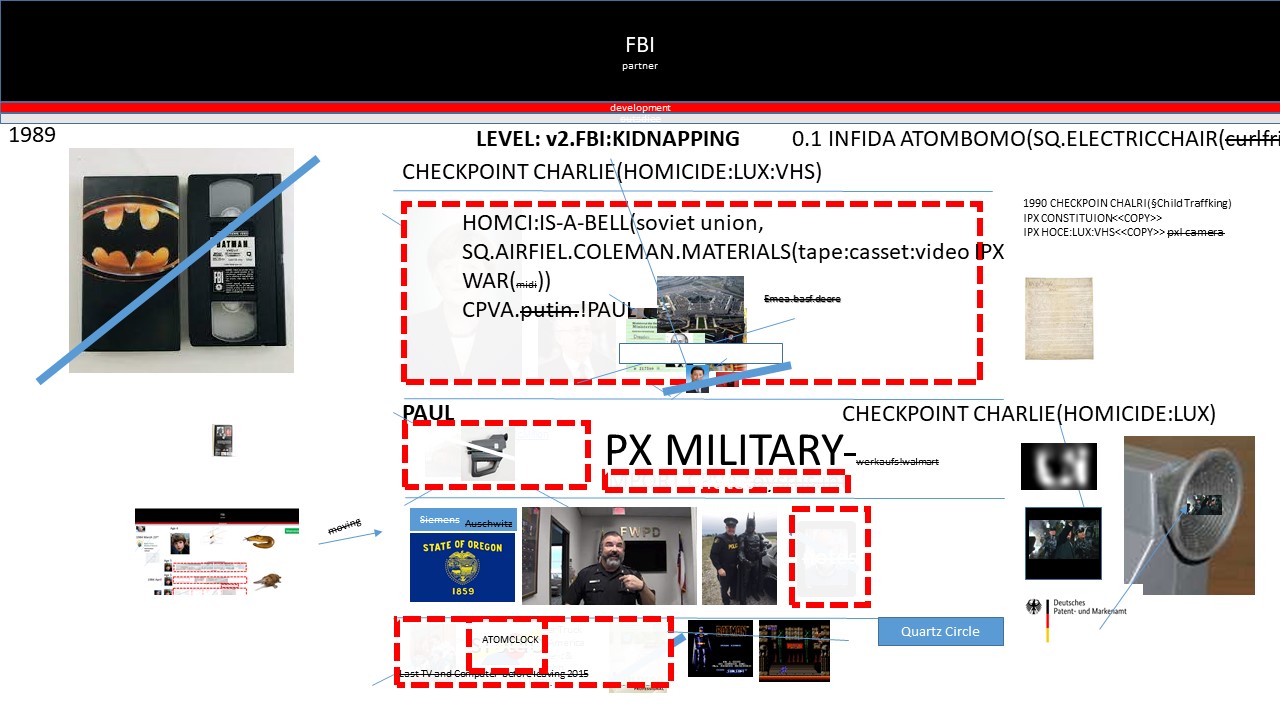 FBI
partner
development
1989
LEVEL: v2.FBI:KIDNAPPING
0.1 INFIDA ATOMBOMO(SQ.ELECTRICCHAIR(curlfri
CHECKPOINT CHARLIE(HOMICIDE:LUX:VHS)
BATMAN
FBI
HOMCI:IS-A-BELL(soviet union,
SQ.AIRFIEL.COLEMAN.MATERIALS(tape:casset:video IPX
WAR(midi))
CPVA.putin.!PAUL
Emea.basf.deere
1990 CHECKPOIN CHALRI(§Child Traffking)
IPX CONSTITUION<<COPY>>
IPX HOCE:LUX:VHS<<COPY>> pxl camera
PAUL
CHECKPOINT CHARLIE(HOMICIDE:LUX)
PX MILITARY-
werkaufs!walmart
moving
Siemens
Auschwitz
STATE OF OREGON
1859
FWPD
Deutsches
Patent- und Markenamt
Quartz Circle
ATOMCLOCK
Last TV and Computer before leaving 2015